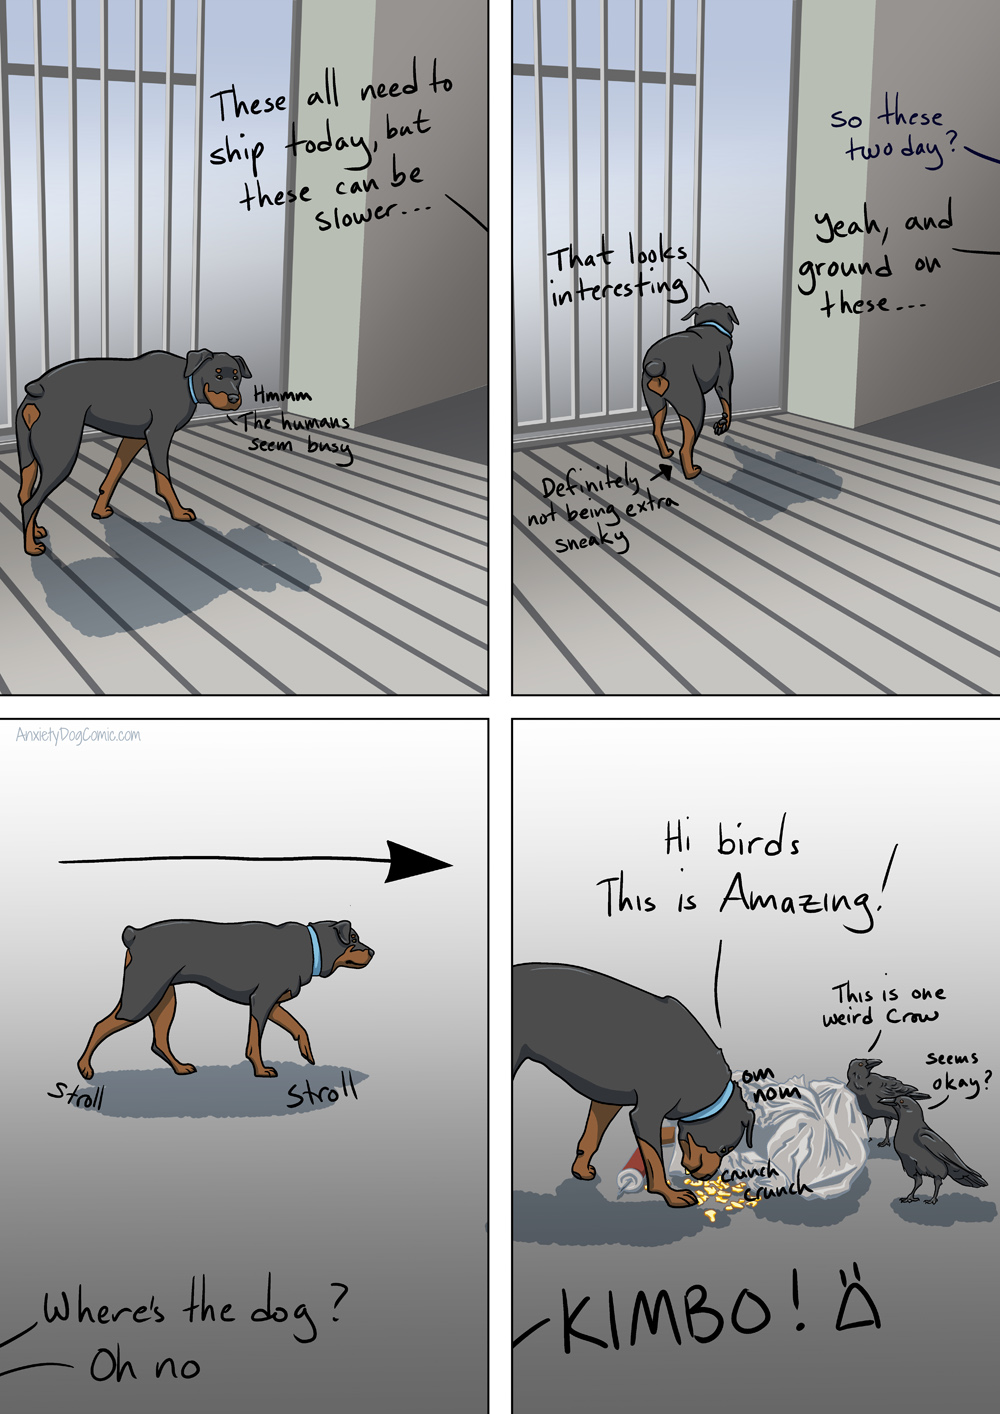 These all need to
ship today, but
these can be
slower...
Hmmm
The humans
seem busy
So these
two day?
Yeah, and
ground on
these...
That looks
interesting
Definitely
not being extra
sneaky
AnxietyDogComic.com
Stroll
Stroll
Where's the dog?
Oh no
Hi birds
This is Amazing!
This is one
weird Crow
seems
okay?
om
nom
crunch
crunch
KIMBO!